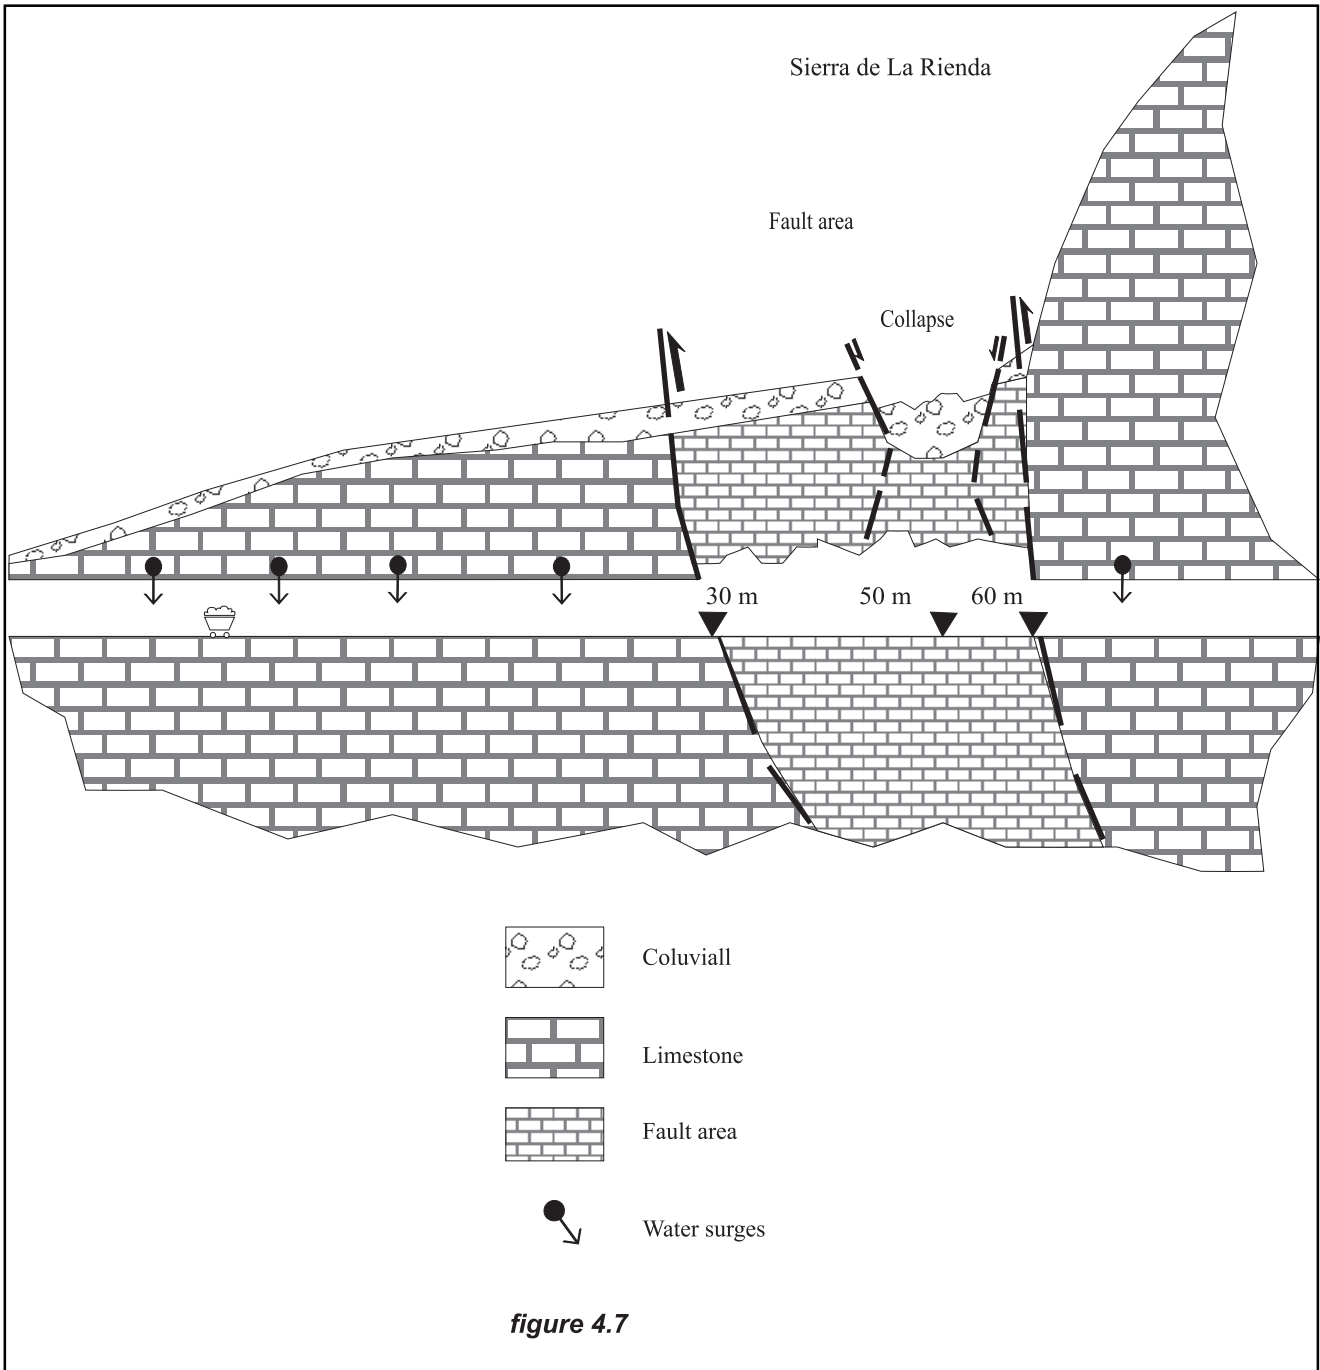 Sierra de La Rienda
Fault area
Collapse
30 m
50 m
60 m
Coluviall
Limestone
Fault area
Water surges
figure 4.7